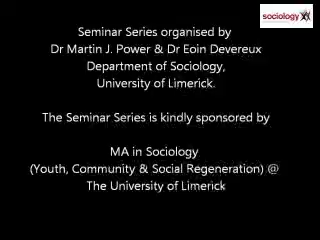 sociology
Seminar Series organised by
Dr Martin J. Power & Dr Eoin Devereux
Department of Sociology,
University of Limerick.
The Seminar Series is kindly sponsored by
MA in Sociology
(Youth, Community & Social Regeneration) @
The University of Limerick